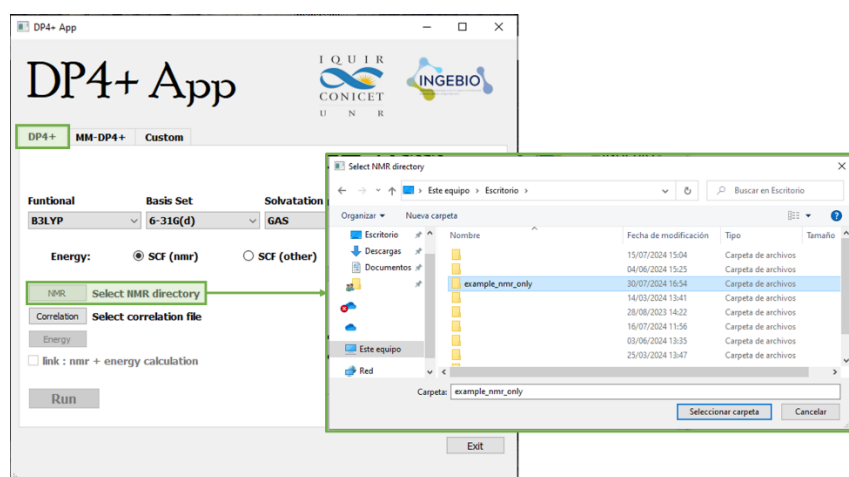 DP4+ App
DP4+ App
I Q U I R
CONICET
U N R
INGEBIO
DP4+ MM-DP4+ Custom
Funtional Basis Set Solvatation
B3LYP 6-31G(d) GAS
Energy: SCF (nmr) SCF (other)
NMR Select NMR directory
Correlation Select correlation file
Energy
link : nmr + energy calculation
Run
Exit
Select NMR directory
Este equipo > Escritorio >
Buscar en Escritorio
Organizar Nueva carpeta
Escritorio
Descargas
Documentos
Este equipo
Red
Nombre Fecha de modificación Tipo Tamaño
15/07/2024 15:04 Carpeta de archivos
04/06/2024 15:25 Carpeta de archivos
example_nmr_only 30/07/2024 16:54 Carpeta de archivos
14/03/2024 13:41 Carpeta de archivos
28/08/2023 14:22 Carpeta de archivos
16/07/2024 11:56 Carpeta de archivos
03/06/2024 13:35 Carpeta de archivos
25/03/2024 13:47 Carpeta de archivos
Carpeta: example_nmr_only
Seleccionar carpeta Cancelar